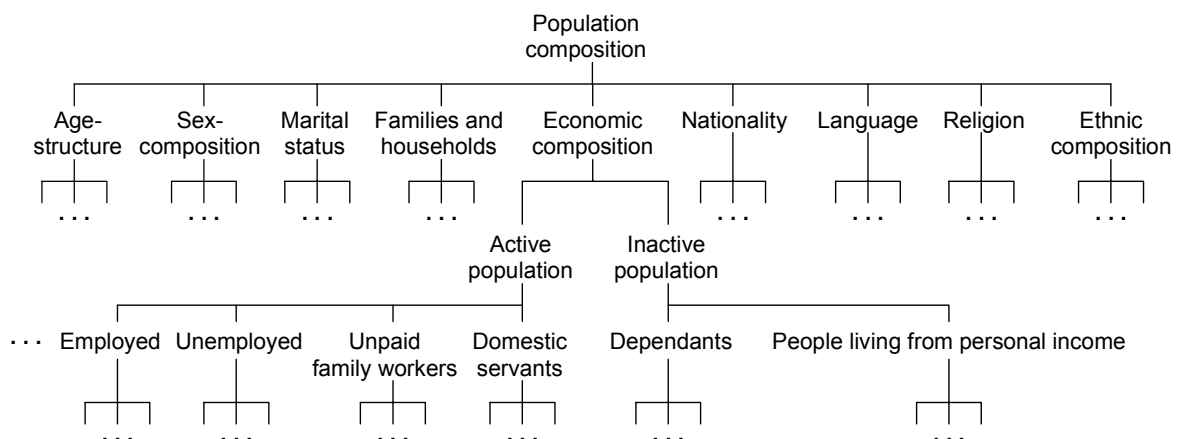 Population
composition
Age-
structure
Sex-
composition
Marital
status
Families and
households
Economic
composition
Nationality
Language
Religion
Ethnic
composition
. . .
. . .
. . .
. . .
. . .
. . .
. . .
. . .
Active
population
Inactive
population
. . .
Employed
Unemployed
Unpaid
family workers
Domestic
servants
Dependants
People living from personal income
. . .
. . .
. . .
. . .
. . .
. . .